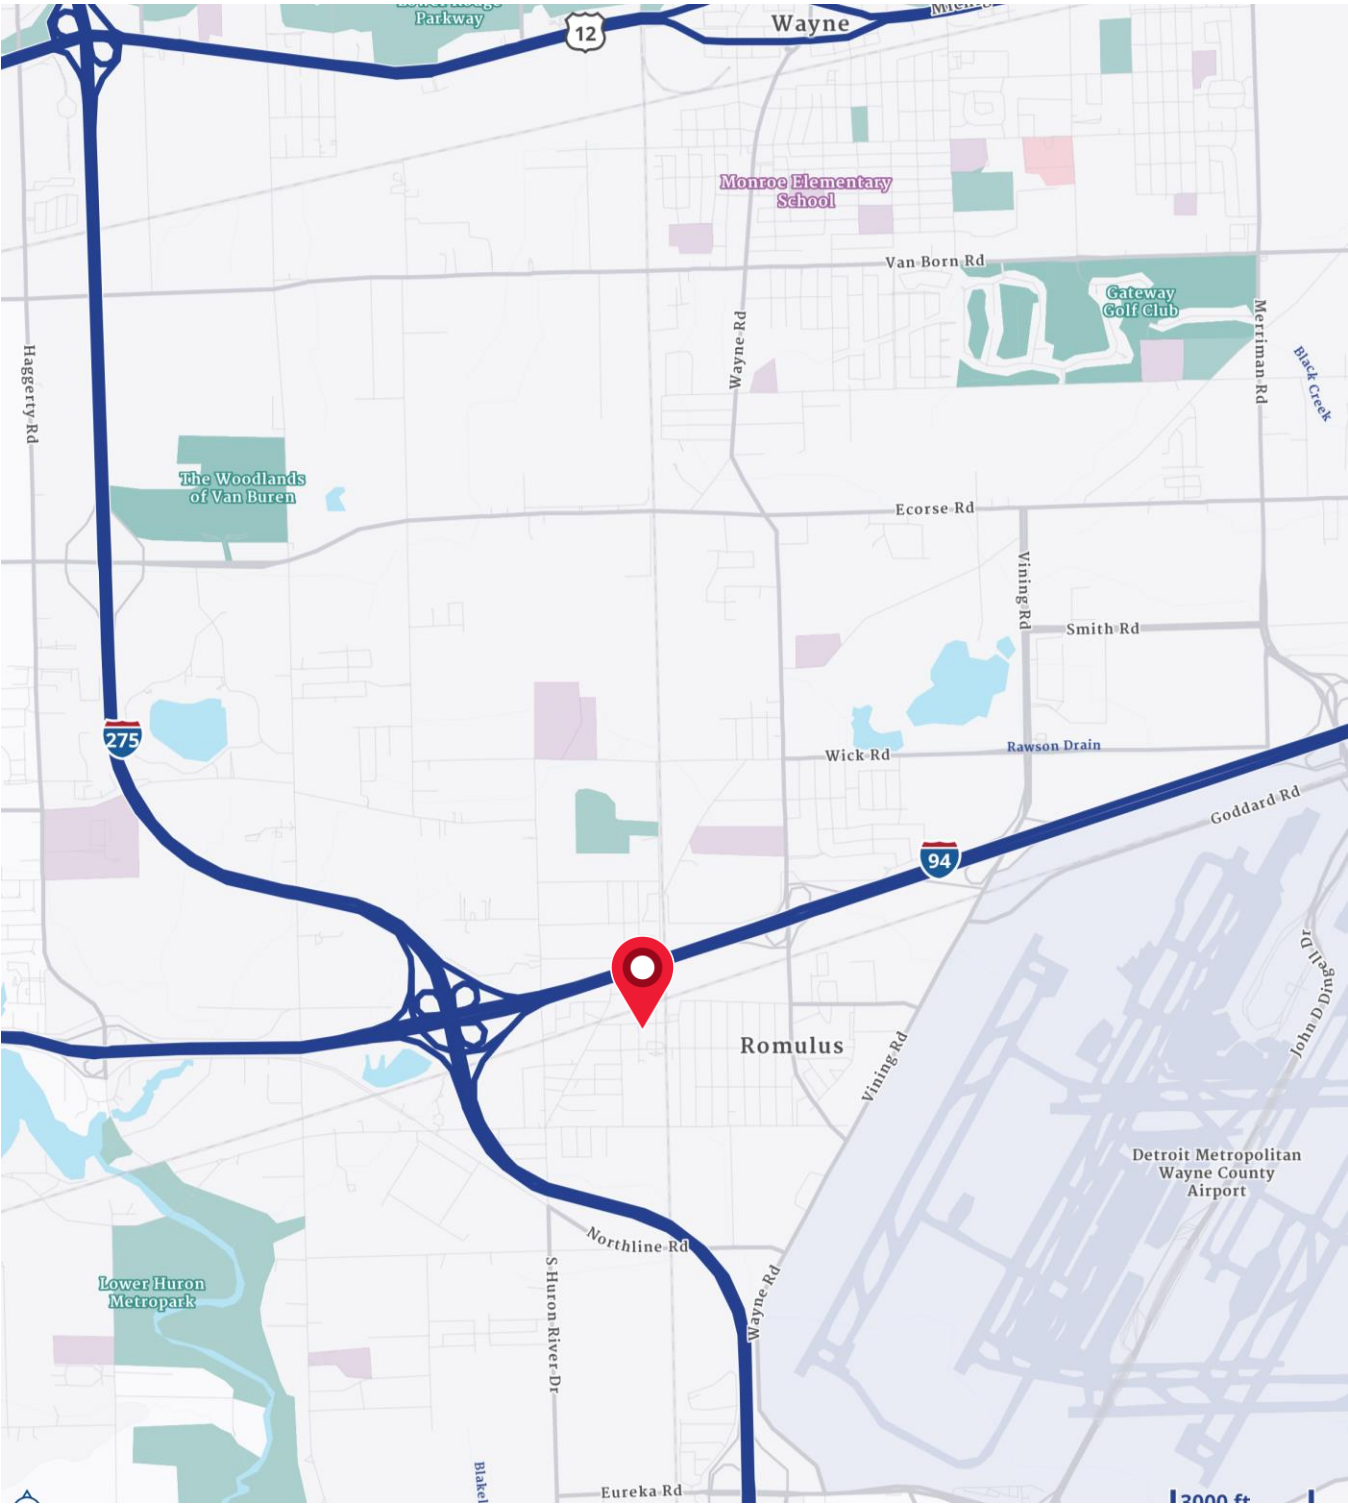 Parkway
12
Wayne
Monroe Elementary
School
Van Born Rd
Gateway
Golf Club
Wayne Rd
Merriman Rd
Haggerty Rd
Black Creek
The Woodlands
of Van Buren
Ecorse Rd
Vining Rd
Smith Rd
275
Wick Rd
Rawson Drain
Goddard Rd
94
John D Dingell Dr
Romulus
Vining Rd
Detroit Metropolitan
Wayne County
Airport
Northline Rd
Lower Huron
Metropark
S Huron River Dr
Wayne Rd
Eureka Rd
3000 ft